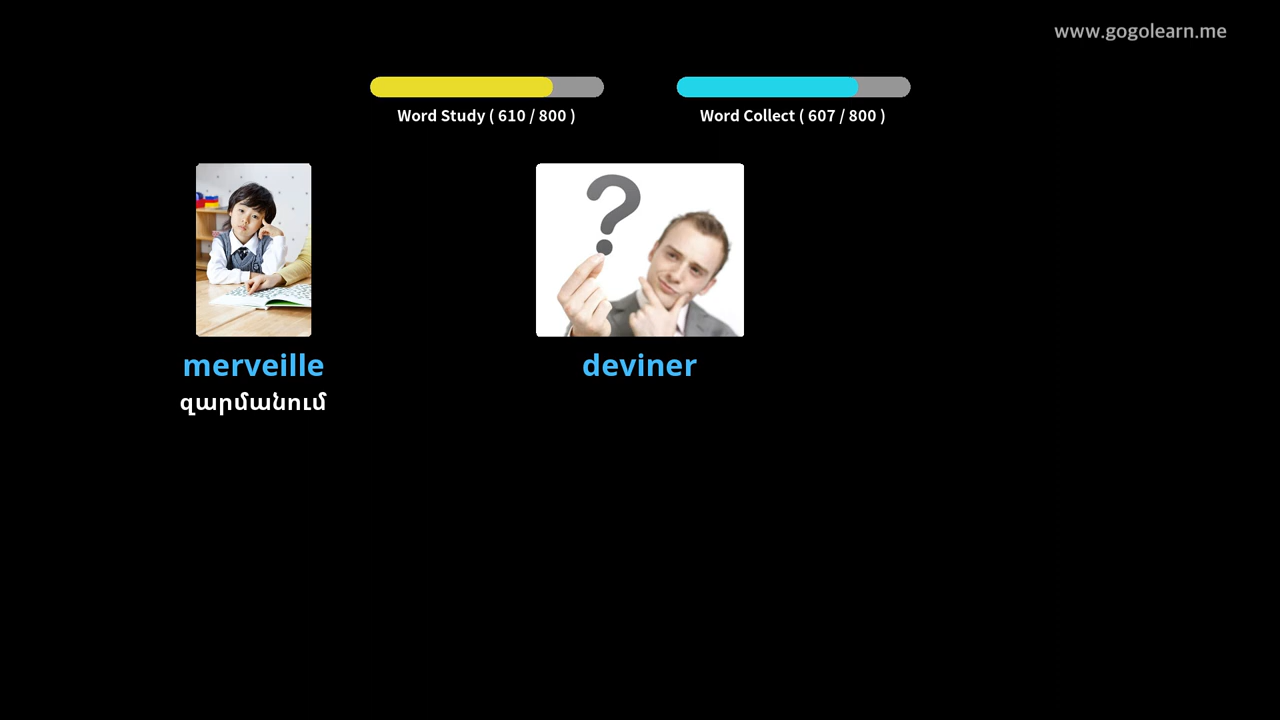 www.gogolearn.me
Word Study ( 610 / 800 )
Word Collect ( 607 / 800 )
merveille
զարմանում
deviner